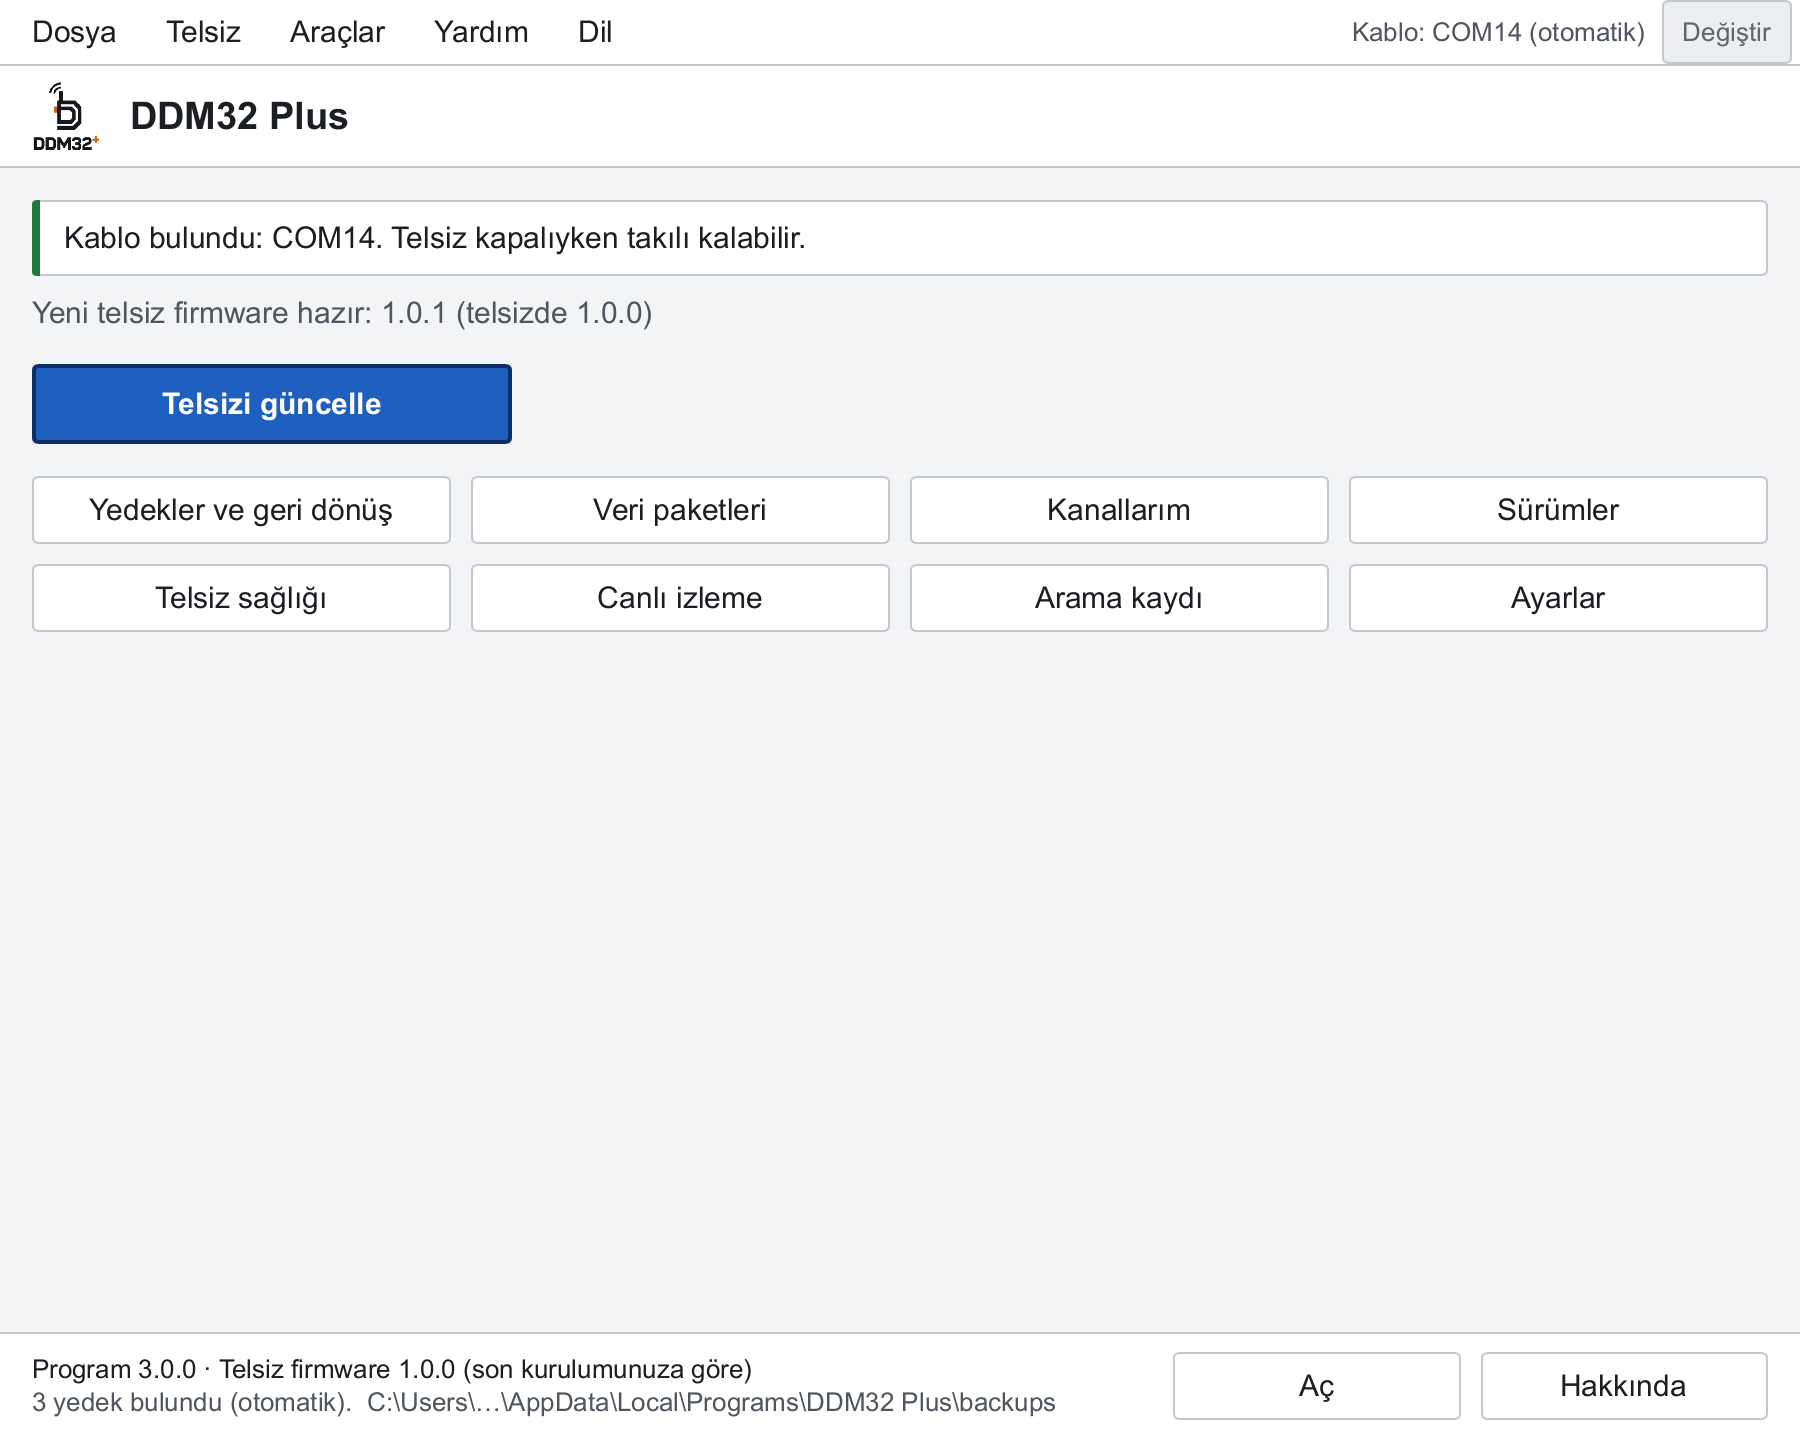 Dosya Telsiz Araçlar Yardım Dil Kablo: COM14 (otomatik) Değiştir
DDM32+
DDM32 Plus
Kablo bulundu: COM14. Telsiz kapalıyken takılı kalabilir.
Yeni telsiz firmware hazır: 1.0.1 (telsizde 1.0.0)
Telsizi güncelle
Yedekler ve geri dönüş Veri paketleri Kanallarım Sürümler
Telsiz sağlığı Canlı izleme Arama kaydı Ayarlar
Program 3.0.0 · Telsiz firmware 1.0.0 (son kurulumunuza göre)
3 yedek bulundu (otomatik). C:\Users\…\AppData\Local\Programs\DDM32 Plus\backups
Aç Hakkında